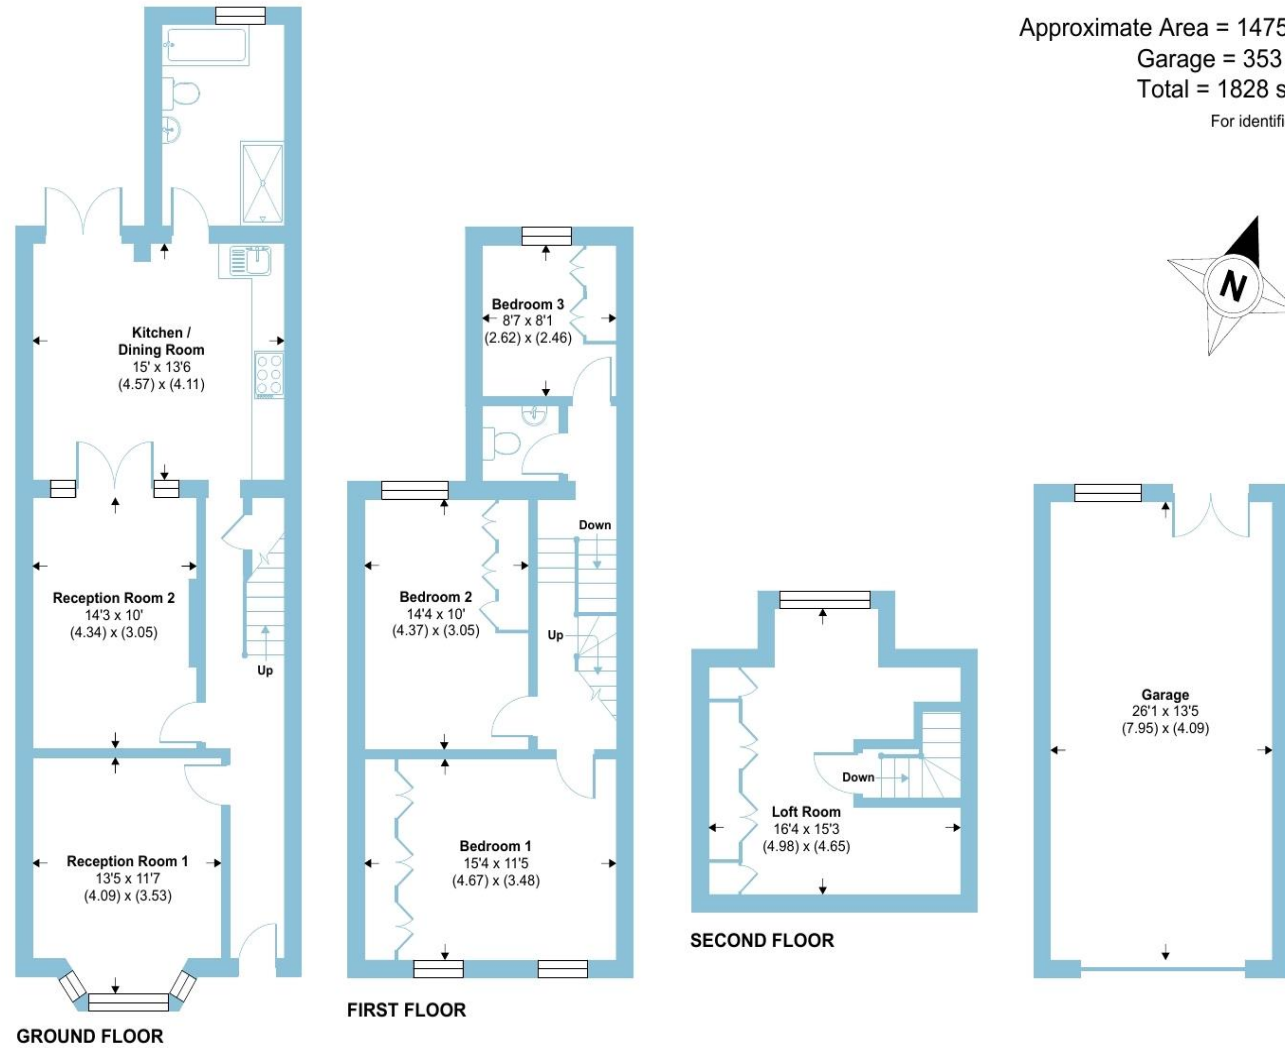 Approximate Area = 1475
Garage = 353
Total = 1828 s
For identifi
N
Kitchen /
Dining Room
15' x 13'6
(4.57) x (4.11)
Reception Room 2
14'3 x 10'
(4.34) x (3.05)
Up
Reception Room 1
13'5 x 11'7
(4.09) x (3.53)
GROUND FLOOR
Bedroom 3
8'7 x 8'1
(2.62) x (2.46)
Down
Bedroom 2
14'4 x 10'
(4.37) x (3.05)
Up
Bedroom 1
15'4 x 11'5
(4.67) x (3.48)
FIRST FLOOR
Down
Loft Room
16'4 x 15'3
(4.98) x (4.65)
SECOND FLOOR
Garage
26'1 x 13'5
(7.95) x (4.09)